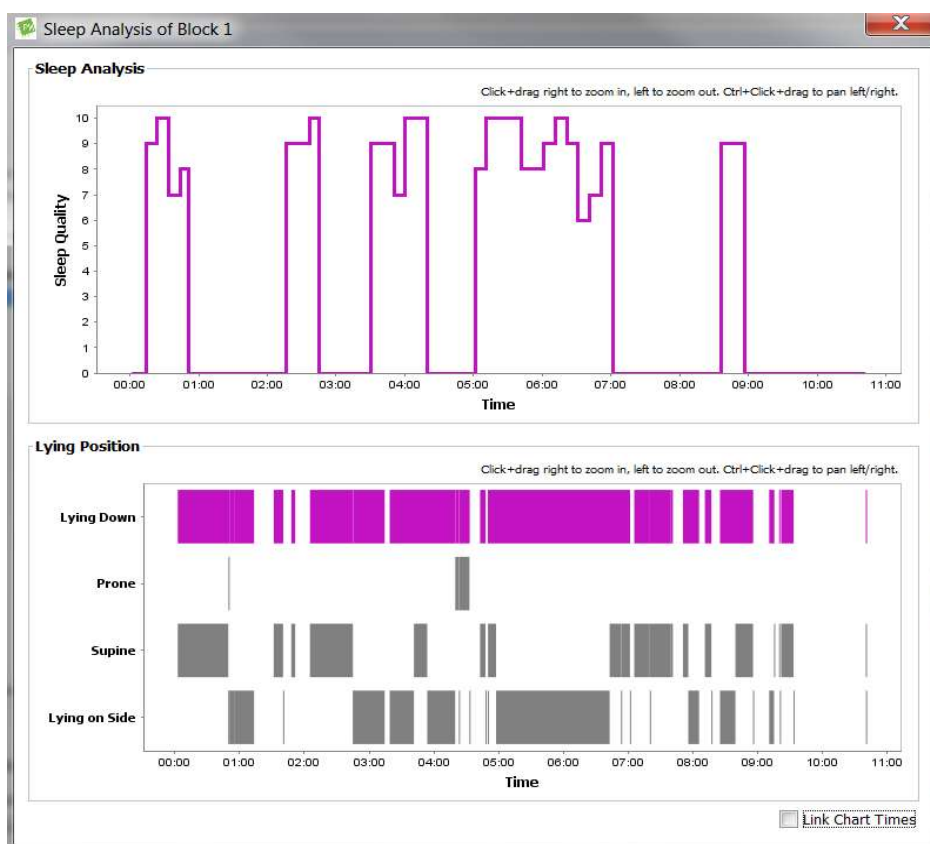 Sleep Analysis of Block 1
X
Sleep Analysis
Click+drag right to zoom in, left to zoom out. Ctrl+Click+drag to pan left/right.
10
9
8
7
6
5
4
3
2
1
0
Sleep Quality
00:00 01:00 02:00 03:00 04:00 05:00 06:00 07:00 08:00 09:00 10:00 11:00
Time
Lying Position
Click+drag right to zoom in, left to zoom out. Ctrl+Click+drag to pan left/right.
Lying Down
Prone
Supine
Lying on Side
00:00 01:00 02:00 03:00 04:00 05:00 06:00 07:00 08:00 09:00 10:00 11:00
Time
Link Chart Times